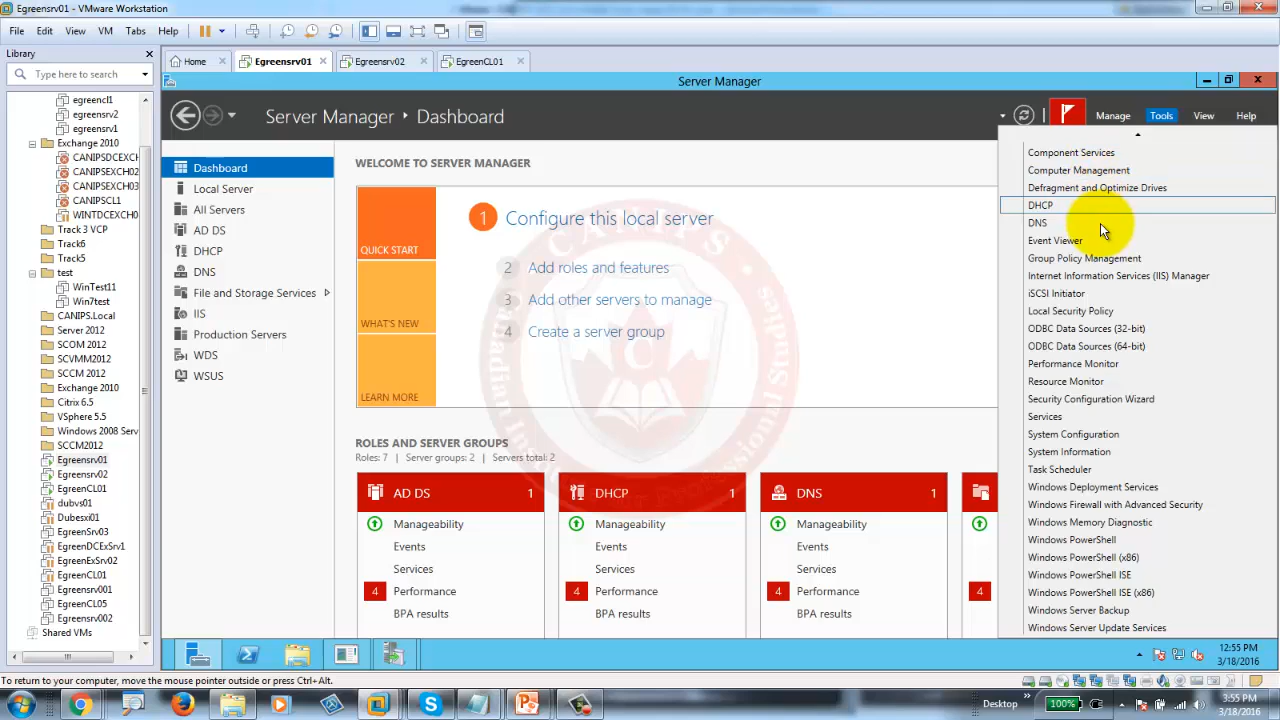 Egreensrv01 - VMware Workstation
File Edit View VM Tabs Help
Library
Type here to search
Home
Egreensrv01
Egreensrv02
EgreenCL01
egreencl1
egreensrv2
egreensrv1
Exchange 2010
CANIPSDCEXCH
CANIPSEXCH02
CANIPSEXCH03
CANIPSCL1
WINTDCEXCH0
Track 3 VCP
Track6
Track5
test
WinTest11
Win7test
CANIPS.Local
Server 2012
SCOM 2012
SCVMM2012
SCCM 2012
Exchange 2010
Citrix 6.5
VSphere 5.5
Windows 2008 Serv
SCCM2012
Egreensrv01
Egreensrv02
EgreenCL01
dubvs01
Dubesxi01
EgreenSrv03
EgreenDCExSrv1
EgreenExSrv02
EgreenCL01
Egreensrv001
EgreenCL05
Egreensrv002
Shared VMs
Server Manager
Server Manager Dashboard
Manage Tools View Help
Dashboard
Local Server
All Servers
AD DS
DHCP
DNS
File and Storage Services
IIS
Production Servers
WDS
WSUS
WELCOME TO SERVER MANAGER
QUICK START
WHAT'S NEW
LEARN MORE
1 Configure this local server
2 Add roles and features
3 Add other servers to manage
4 Create a server group
ROLES AND SERVER GROUPS
Roles: 7 | Server groups: 2 | Servers total: 2
AD DS 1
Manageability
Events
Services
4 Performance
BPA results
DHCP 1
Manageability
Events
Services
4 Performance
BPA results
DNS 1
Manageability
Events
Services
4 Performance
BPA results
4
Component Services
Computer Management
Defragment and Optimize Drives
DHCP
DNS
Event Viewer
Group Policy Management
Internet Information Services (IIS) Manager
iSCSI Initiator
Local Security Policy
ODBC Data Sources (32-bit)
ODBC Data Sources (64-bit)
Performance Monitor
Resource Monitor
Security Configuration Wizard
Services
System Configuration
System Information
Task Scheduler
Windows Deployment Services
Windows Firewall with Advanced Security
Windows Memory Diagnostic
Windows PowerShell
Windows PowerShell (x86)
Windows PowerShell ISE
Windows PowerShell ISE (x86)
Windows Server Backup
Windows Server Update Services
12:55 PM
3/18/2016
To return to your computer, move the mouse pointer outside or press Ctrl+Alt.
Desktop
100%
3:55 PM
3/18/2016